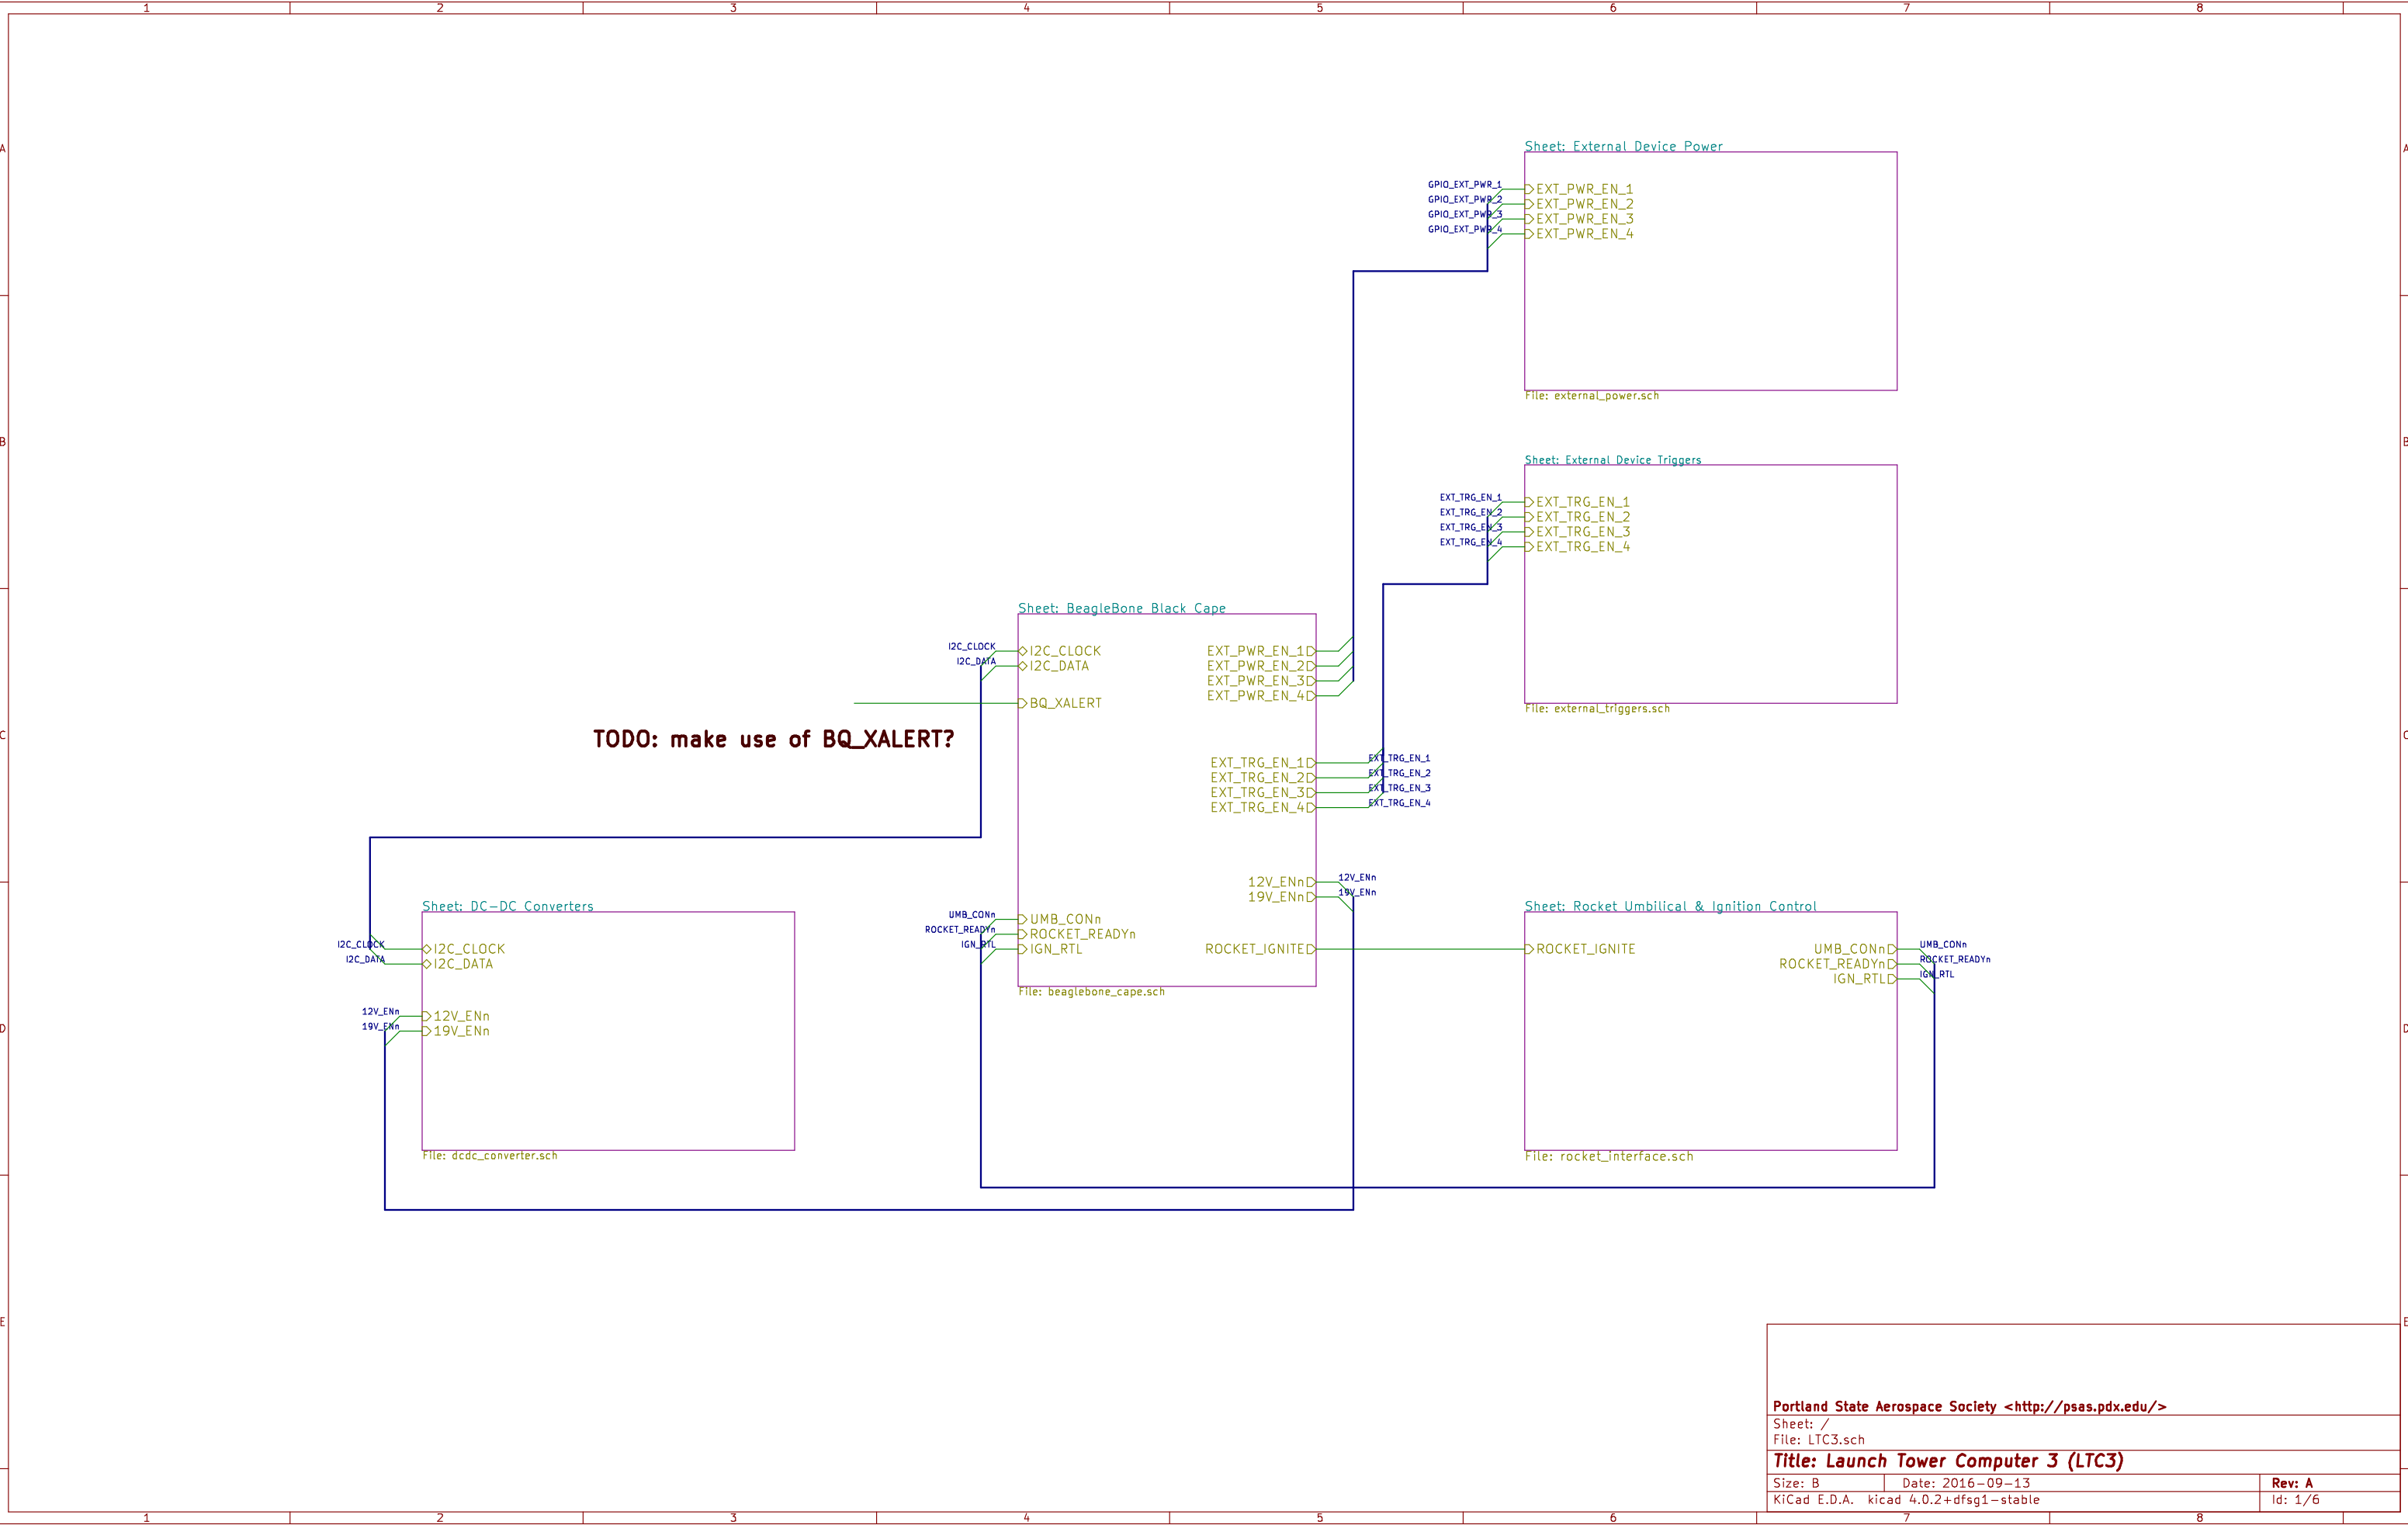 1 2 3 4 5 6 7 8
A A
Sheet: External Device Power
GPIO_EXT_PWR_1 EXT_PWR_EN_1
GPIO_EXT_PWR_2 EXT_PWR_EN_2
GPIO_EXT_PWR_3 EXT_PWR_EN_3
GPIO_EXT_PWR_4 EXT_PWR_EN_4
File: external_power.sch
B B
Sheet: External Device Triggers
EXT_TRG_EN_1 EXT_TRG_EN_1
EXT_TRG_EN_2 EXT_TRG_EN_2
EXT_TRG_EN_3 EXT_TRG_EN_3
EXT_TRG_EN_4 EXT_TRG_EN_4
File: external_triggers.sch
Sheet: BeagleBone Black Cape
I2C_CLOCK I2C_CLOCK EXT_PWR_EN_1
I2C_DATA I2C_DATA EXT_PWR_EN_2
EXT_PWR_EN_3
EXT_PWR_EN_4
BQ_XALERT
C C
TODO: make use of BQ_XALERT?
EXT_TRG_EN_1 EXT_TRG_EN_1
EXT_TRG_EN_2 EXT_TRG_EN_2
EXT_TRG_EN_3 EXT_TRG_EN_3
EXT_TRG_EN_4 EXT_TRG_EN_4
12V_ENn 12V_ENn
19V_ENn 19V_ENn
UMB_CONn UMB_CONn
ROCKET_READYn ROCKET_READYn
IGN_RTL IGN_RTL ROCKET_IGNITE
File: beaglebone_cape.sch
Sheet: DC-DC Converters
I2C_CLOCK I2C_CLOCK
I2C_DATA I2C_DATA
12V_ENn 12V_ENn
19V_ENn 19V_ENn
File: dcdc_converter.sch
Sheet: Rocket Umbilical & Ignition Control
ROCKET_IGNITE UMB_CONn UMB_CONn
ROCKET_READYn ROCKET_READYn
IGN_RTL IGN_RTL
File: rocket_interface.sch
D D
E E
Portland State Aerospace Society <http://psas.pdx.edu/>
Sheet: /
File: LTC3.sch
Title: Launch Tower Computer 3 (LTC3)
Size: B Date: 2016-09-13 Rev: A
KiCad E.D.A. kicad 4.0.2+dfsg1-stable Id: 1/6
1 2 3 4 5 6 7 8